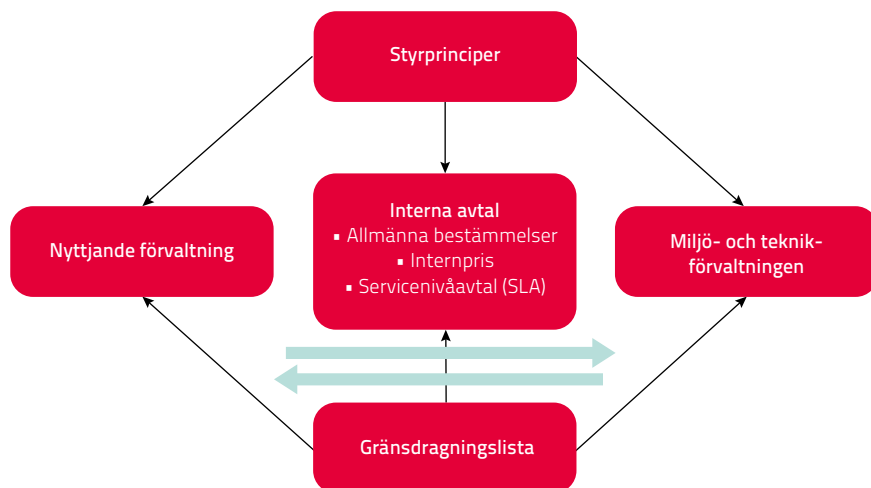 Styrprinciper
Nyttjande förvaltning
Interna avtal
▪ Allmänna bestämmelser
▪ Internpris
▪ Servicenivåavtal (SLA)
Miljö- och teknik-
förvaltningen
Gränsdragningslista